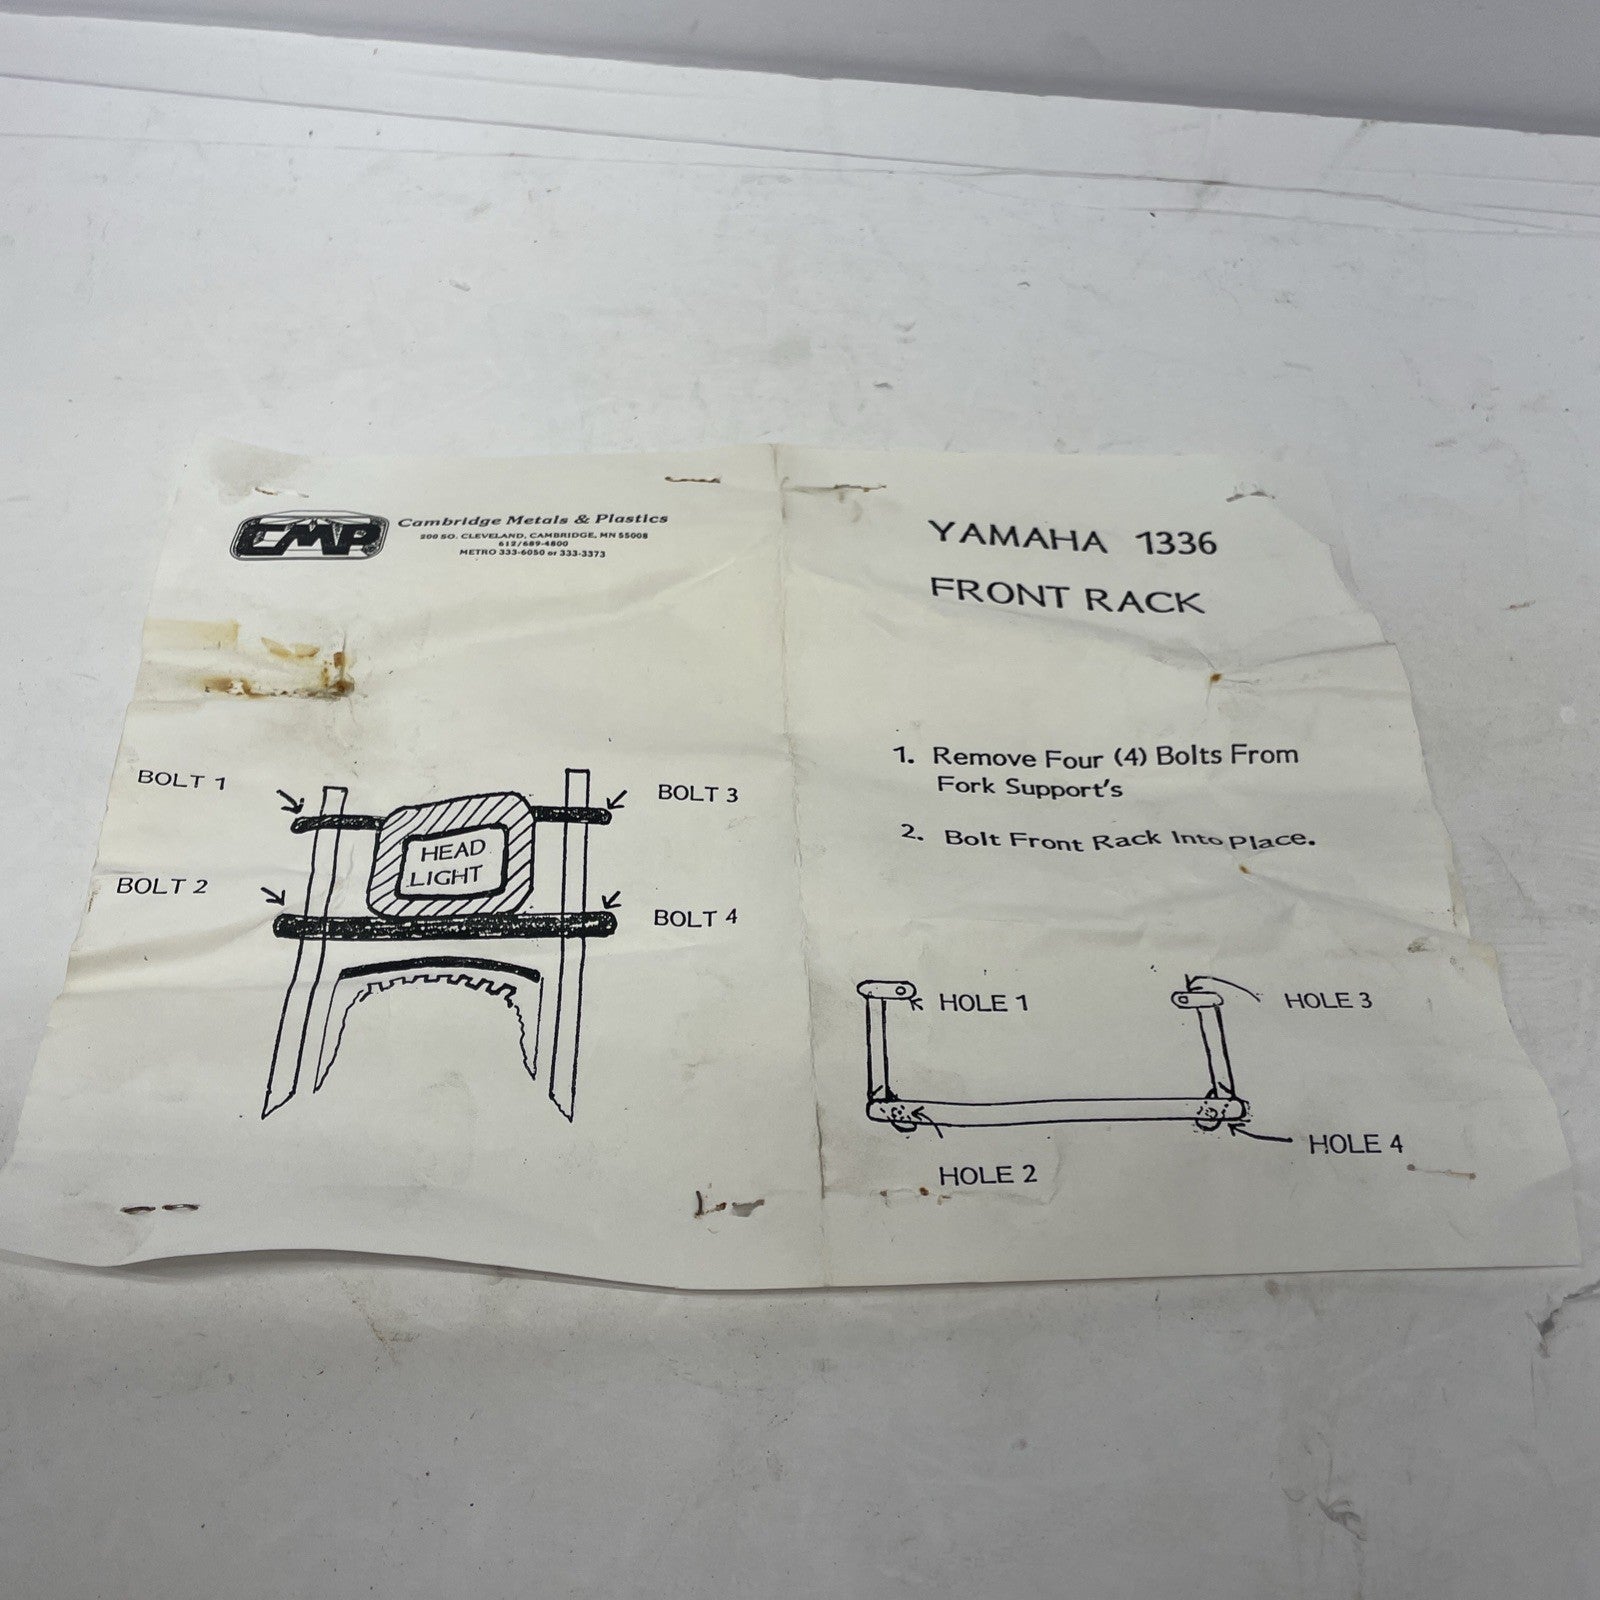 CMP
Cambridge Metals & Plastics
200 SO. CLEVELAND, CAMBRIDGE, MN 55008
612/689-4800
METRO 333-6050 or 333-3373
BOLT 1
BOLT 3
HEAD
LIGHT
BOLT 2
BOLT 4
YAMAHA 1336
FRONT RACK
1. Remove Four (4) Bolts From
Fork Support's
2. Bolt Front Rack Into Place.
HOLE 1
HOLE 3
HOLE 4
HOLE 2